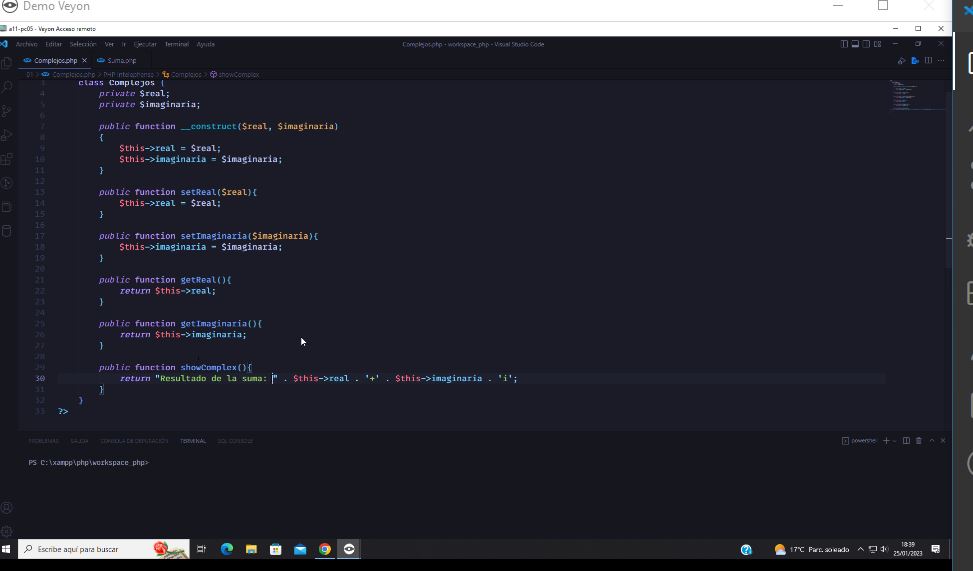 Demo Veyon
a11-pc05 - Veyon Acceso remoto
Archivo Editar Selección Ver Ir Ejecutar Terminal Ayuda
Complejos.php - workspace_php - Visual Studio Code
Complejos.php × Suma.php
01 > Complejos.php > PHP Intelephense > Complejos > showComplex
3 class Complejos {
4 private $real;
5 private $imaginaria;
6
7 public function __construct($real, $imaginaria)
8 {
9 $this->real = $real;
10 $this->imaginaria = $imaginaria;
11 }
12
13 public function setReal($real){
14 $this->real = $real;
15 }
16
17 public function setImaginaria($imaginaria){
18 $this->imaginaria = $imaginaria;
19 }
20
21 public function getReal(){
22 return $this->real;
23 }
24
25 public function getImaginaria(){
26 return $this->imaginaria;
27 }
28
29 public function showComplex(){
30 return "Resultado de la suma: " . $this->real . '+' . $this->imaginaria . 'i';
31 }
32 }
33 ?>
PROBLEMAS SALIDA CONSOLA DE DEPURACIÓN TERMINAL SQL CONSOLE
powershell
PS C:\xampp\php\workspace_php>
Escribe aquí para buscar
17°C Parc. soleado
18:39
25/01/2023